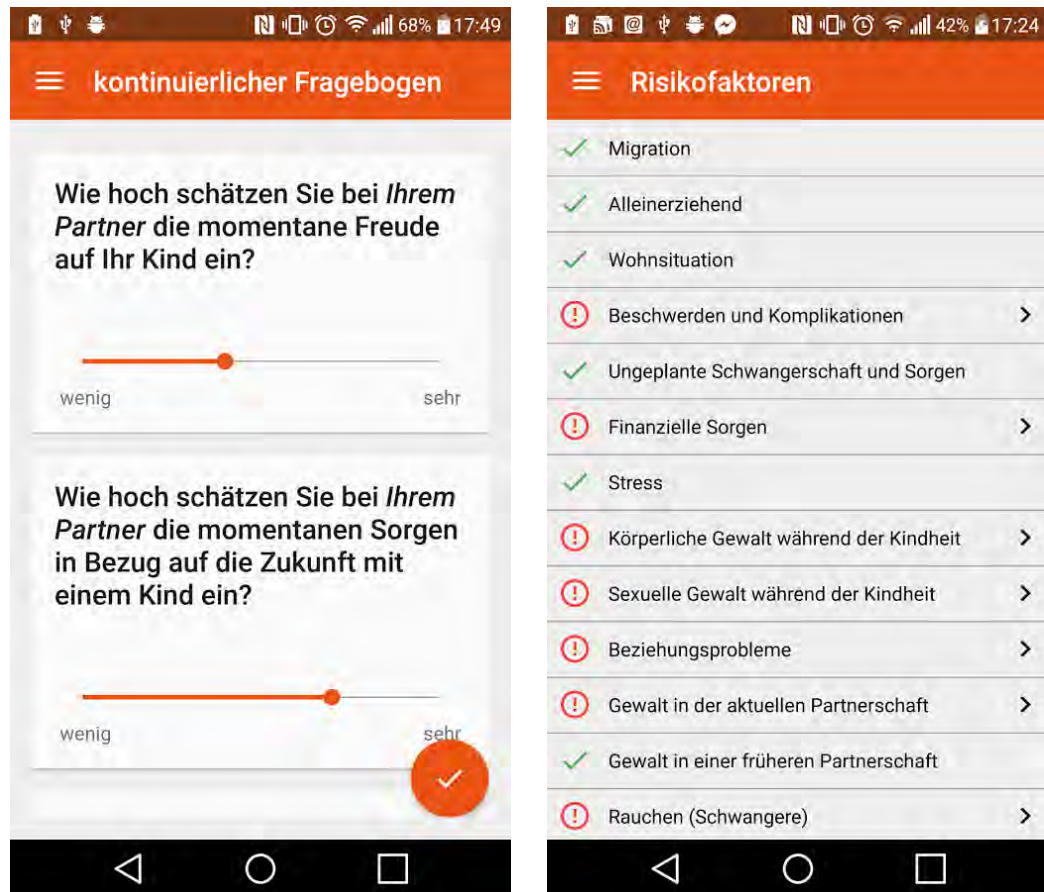 68% 17:49
kontinuierlicher Fragebogen
Wie hoch schätzen Sie bei Ihrem
Partner die momentane Freude
auf Ihr Kind ein?
wenig sehr
Wie hoch schätzen Sie bei Ihrem
Partner die momentanen Sorgen
in Bezug auf die Zukunft mit
einem Kind ein?
wenig sehr
42% 17:24
Risikofaktoren
Migration
Alleinerziehend
Wohnsituation
Beschwerden und Komplikationen
Ungeplante Schwangerschaft und Sorgen
Finanzielle Sorgen
Stress
Körperliche Gewalt während der Kindheit
Sexuelle Gewalt während der Kindheit
Beziehungsprobleme
Gewalt in der aktuellen Partnerschaft
Gewalt in einer früheren Partnerschaft
Rauchen (Schwangere)